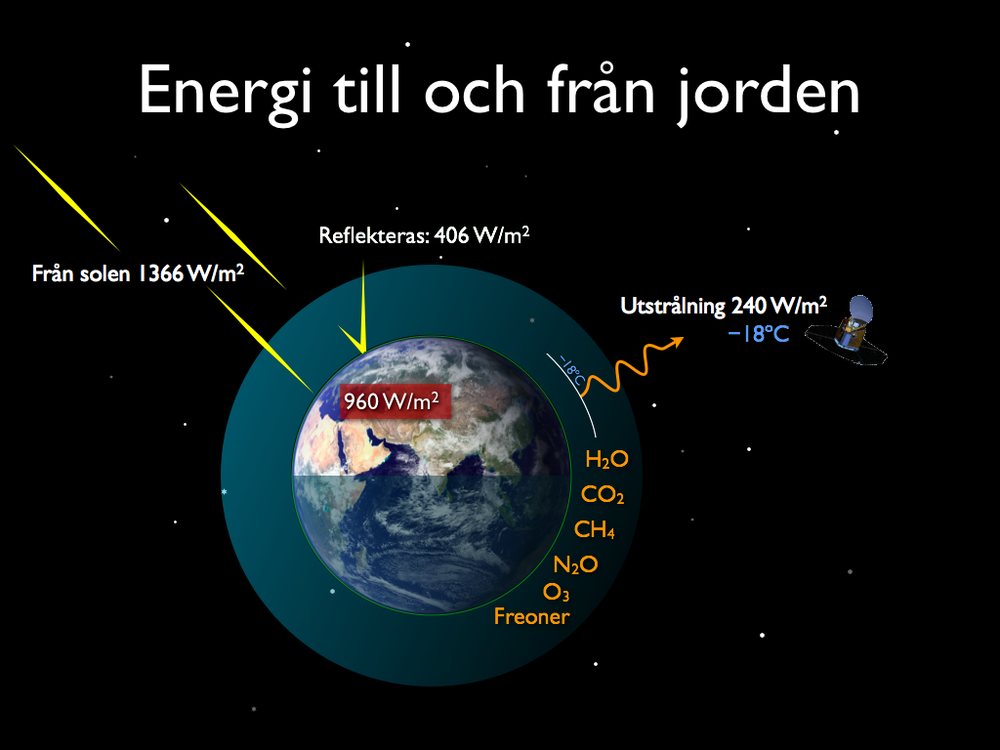 Energi till och från jorden
Reflekteras: 406 W/m²
Från solen 1366 W/m²
Utstrålning 240 W/m²
−18°C
−18°C
960 W/m²
H₂O
CO₂
CH₄
N₂O
O₃
Freoner